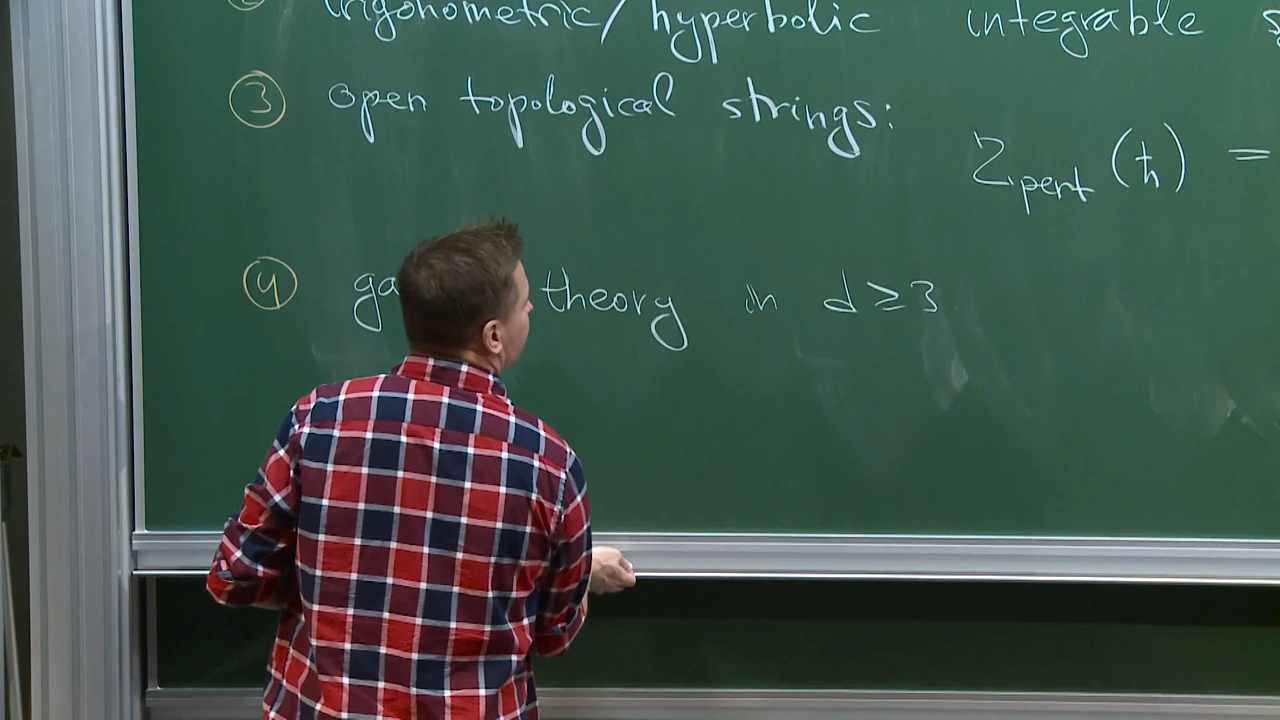 trigonometric/hyperbolic integrable
③ open topological strings:
Z_pert (ħ) =
④ theory in d ≥ 3